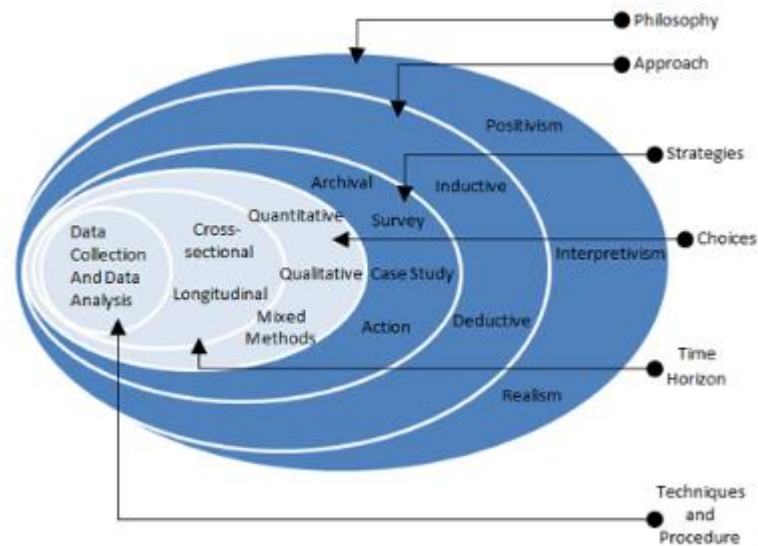 Philosophy
Approach
Positivism
Strategies
Archival
Inductive
Quantitative
Survey
Data
Collection
And Data
Analysis
Cross-
sectional
Choices
Interpretivism
Qualitative
Case Study
Longitudinal
Mixed
Methods
Action
Deductive
Time
Horizon
Realism
Techniques
and
Procedure